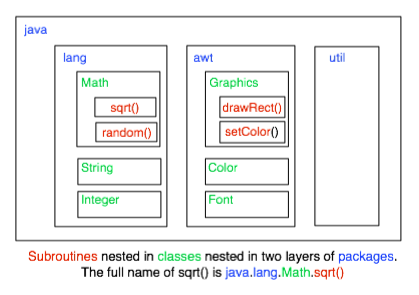 java
lang
awt
util
Math
Graphics
sqrt()
drawRect()
random()
setColor()
String
Color
Integer
Font
Subroutines nested in classes nested in two layers of packages.
The full name of sqrt() is java.lang.Math.sqrt()